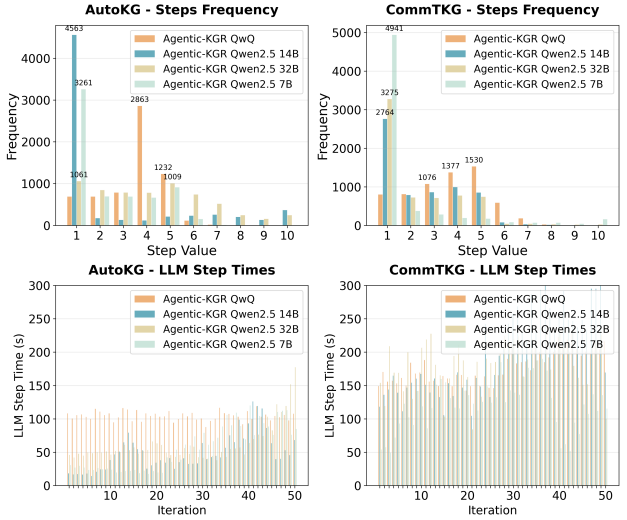 AutoKG - Steps Frequency
4563
3261
2863
1061
1232
1009
Agentic-KGR QwQ
Agentic-KGR Qwen2.5 14B
Agentic-KGR Qwen2.5 32B
Agentic-KGR Qwen2.5 7B
Frequency
4000
3000
2000
1000
0
1 2 3 4 5 6 7 8 9 10
Step Value
CommTKG - Steps Frequency
4941
3275
2764
1076
1377
1530
Agentic-KGR QwQ
Agentic-KGR Qwen2.5 14B
Agentic-KGR Qwen2.5 32B
Agentic-KGR Qwen2.5 7B
Frequency
5000
4000
3000
2000
1000
0
1 2 3 4 5 6 7 8 9 10
Step Value
AutoKG - LLM Step Times
Agentic-KGR QwQ
Agentic-KGR Qwen2.5 14B
Agentic-KGR Qwen2.5 32B
Agentic-KGR Qwen2.5 7B
LLM Step Time (s)
300
250
200
150
100
50
0
10 20 30 40 50
Iteration
CommTKG - LLM Step Times
Agentic-KGR QwQ
Agentic-KGR Qwen2.5 14B
Agentic-KGR Qwen2.5 32B
Agentic-KGR Qwen2.5 7B
LLM Step Time (s)
300
250
200
150
100
50
0
10 20 30 40 50
Iteration